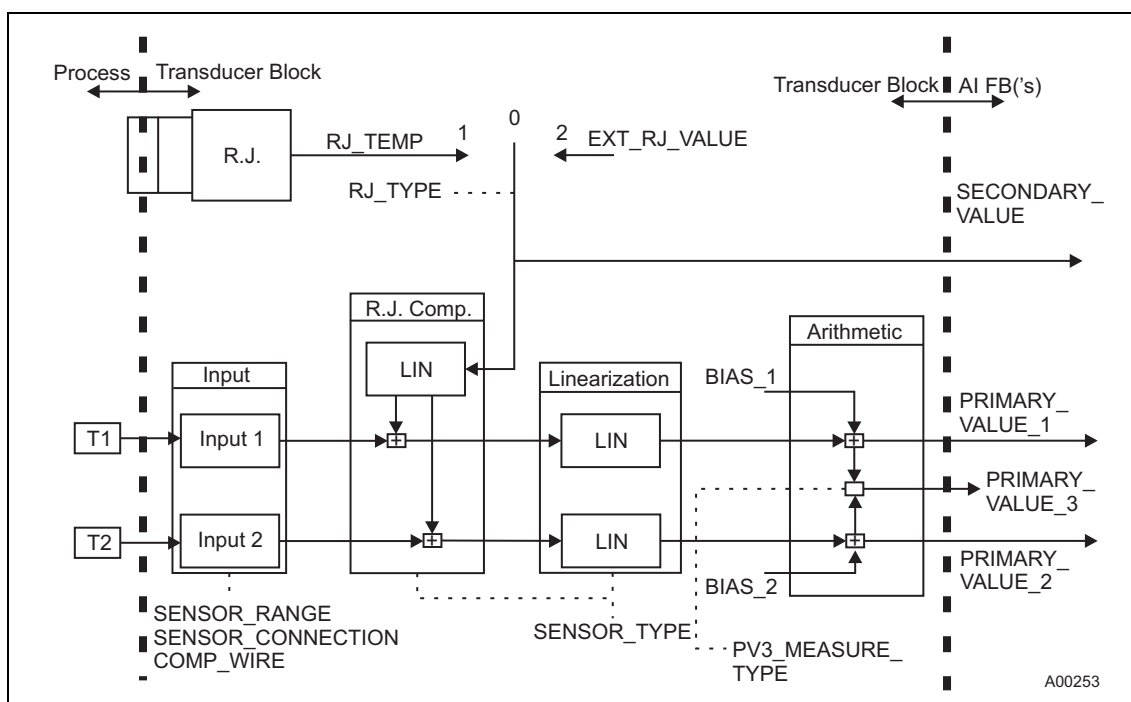 Process
Transducer Block
Transducer Block
AI FB('s)
R.J.
RJ_TEMP
1
0
2
EXT_RJ_VALUE
RJ_TYPE
SECONDARY_
VALUE
R.J. Comp.
LIN
Input
Linearization
Arithmetic
BIAS_1
T1
Input 1
LIN
PRIMARY_
VALUE_1
PRIMARY_
VALUE_3
T2
Input 2
LIN
BIAS_2
PRIMARY_
VALUE_2
SENSOR_RANGE
SENSOR_CONNECTION
COMP_WIRE
SENSOR_TYPE
PV3_MEASURE_
TYPE
A00253